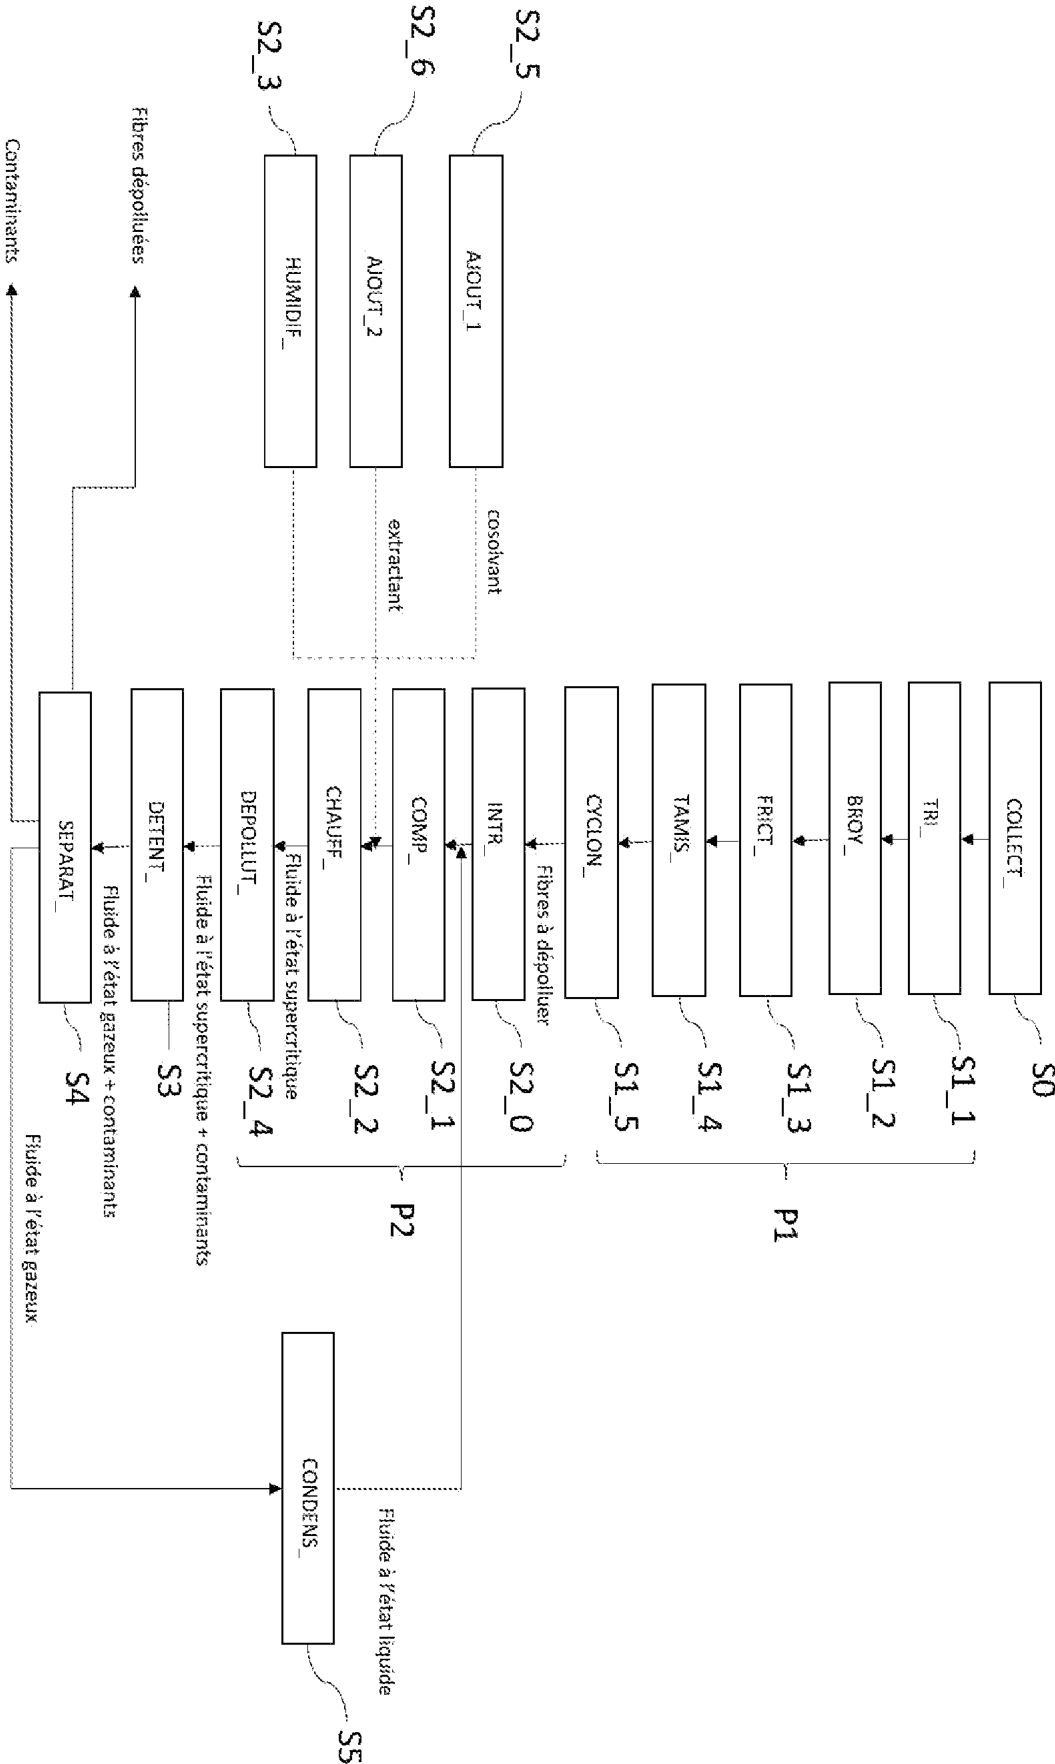 COLLECT_
S0
TRI_
S1_1
BROY_
S1_2
FRICT_
S1_3
P1
TAMIS_
S1_4
CYCLON_
S1_5
Fibres à dépolluer
S2_5
AJOUT_1
cosolvant
INTR_
S2_0
S2_6
AJOUT_2
extractant
COMP_
S2_1
P2
Fluide à l'état liquide
S2_3
HUMIDIF_
CHAUFF_
S2_2
CONDENS_
S5
Fluide à l'état supercritique
DEPOLLUT_
S2_4
Fluide à l'état supercritique + contaminants
Fibres dépolluées
DETENT_
S3
Fluide à l'état gazeux + contaminants
SEPARAT_
S4
Contaminants
Fluide à l'état gazeux